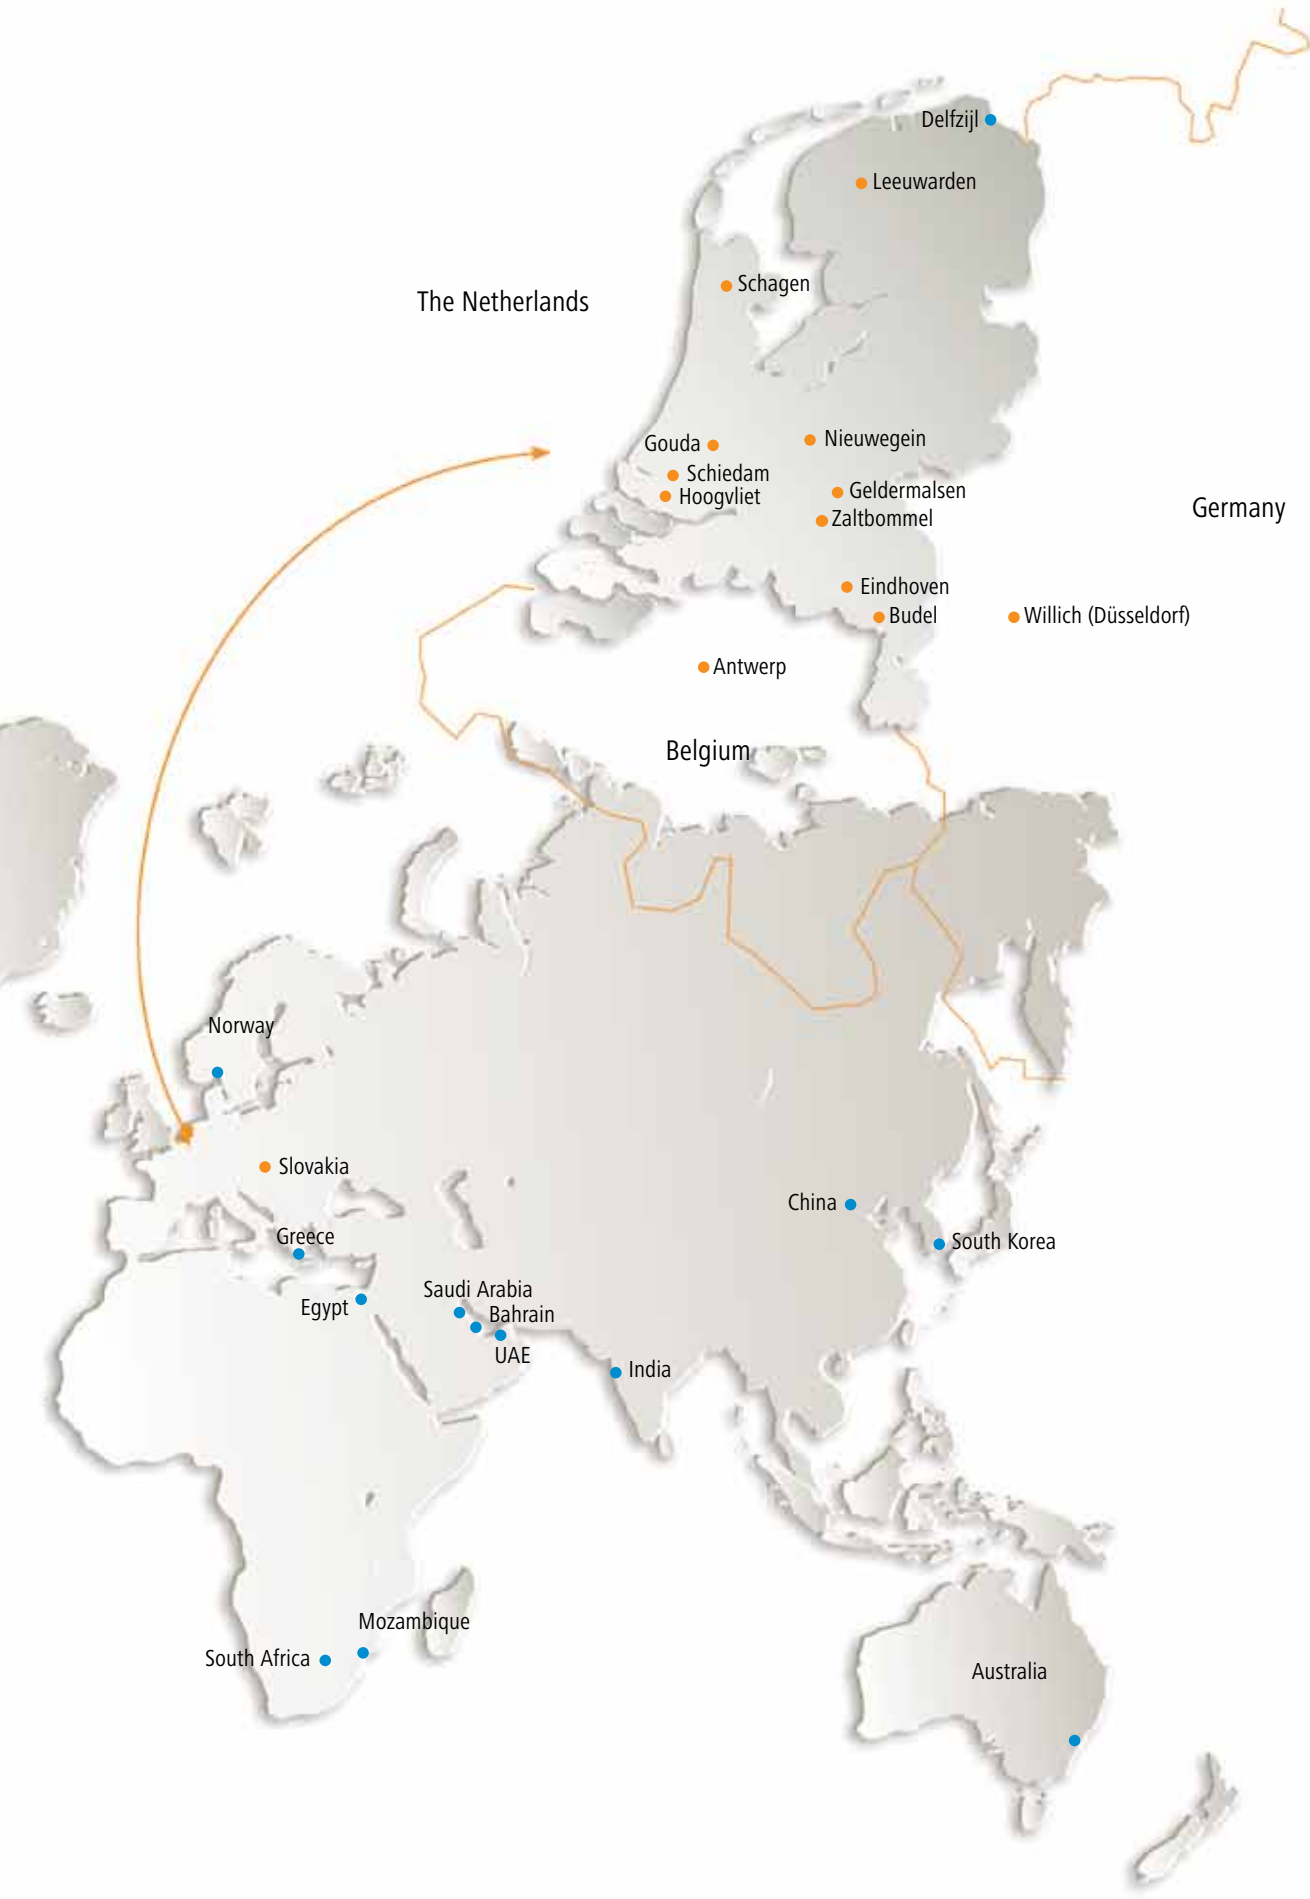 Delfzijl
Leeuwarden
Schagen
The Netherlands
Nieuwegein
Gouda
Schiedam
Geldermalsen
Hoogvliet
Germany
Zaltbommel
Eindhoven
Budel
Willich (Düsseldorf)
Antwerp
Belgium
Norway
Slovakia
China
Greece
South Korea
Saudi Arabia
Egypt
Bahrain
UAE
India
Mozambique
South Africa
Australia